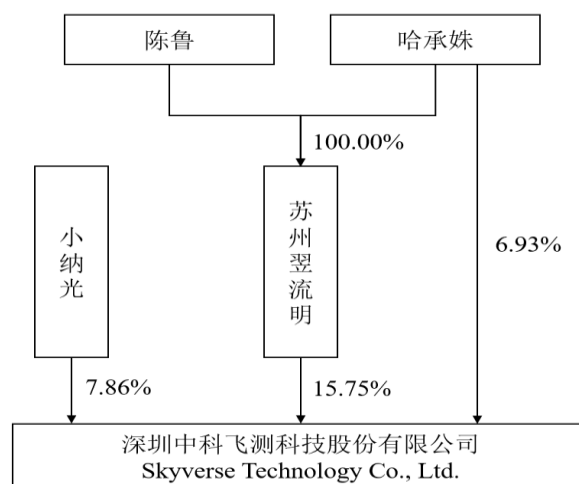 陈鲁
哈承姝
100.00%
小纳光
苏州翌流明
6.93%
7.86%
15.75%
深圳中科飞测科技股份有限公司
Skyverse Technology Co., Ltd.